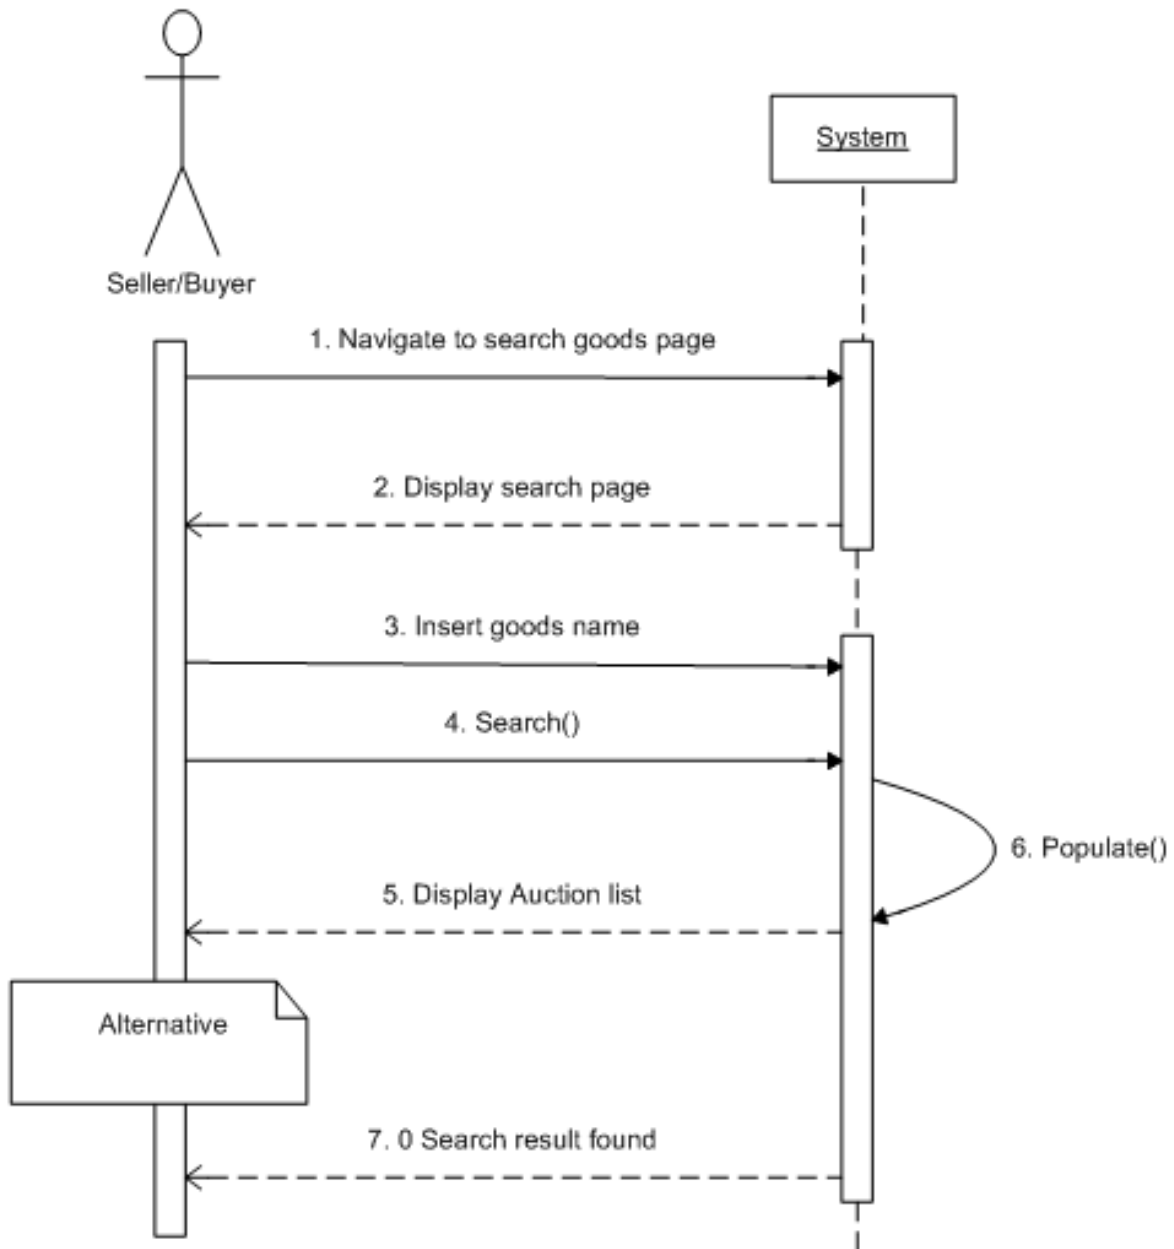 System
Seller/Buyer
1. Navigate to search goods page
2. Display search page
3. Insert goods name
4. Search()
6. Populate()
5. Display Auction list
Alternative
7. 0 Search result found